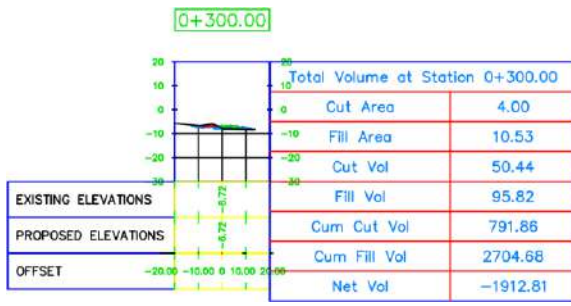 0+300.00
20 20
10 10
0 0
-10 -10
-20 -20
-30 -30
Total Volume at Station 0+300.00
Cut Area 4.00
Fill Area 10.53
Cut Vol 50.44
Fill Vol 95.82
Cum Cut Vol 791.86
Cum Fill Vol 2704.68
Net Vol -1912.81
EXISTING ELEVATIONS -6.72
PROPOSED ELEVATIONS -6.72
OFFSET -20.00 -10.00 0 10.00 20.00